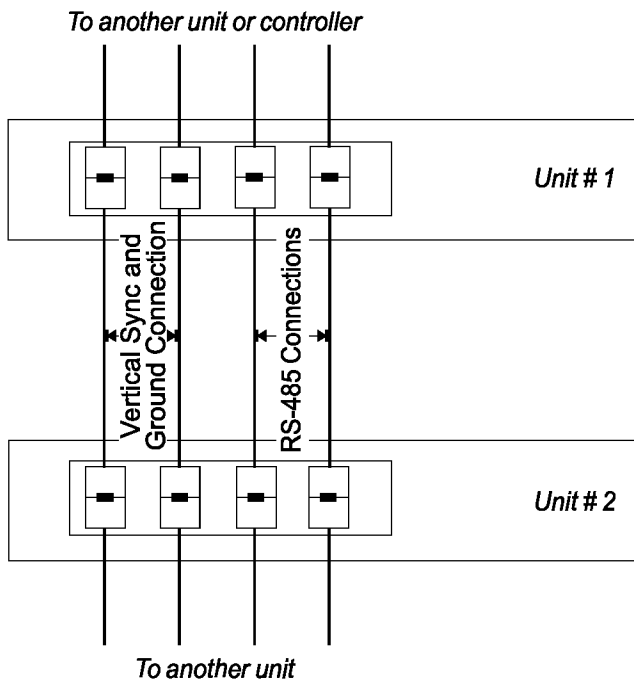 To another unit or controller
Unit # 1
Vertical Sync and
Ground Connection
RS-485 Connections
Unit # 2
To another unit